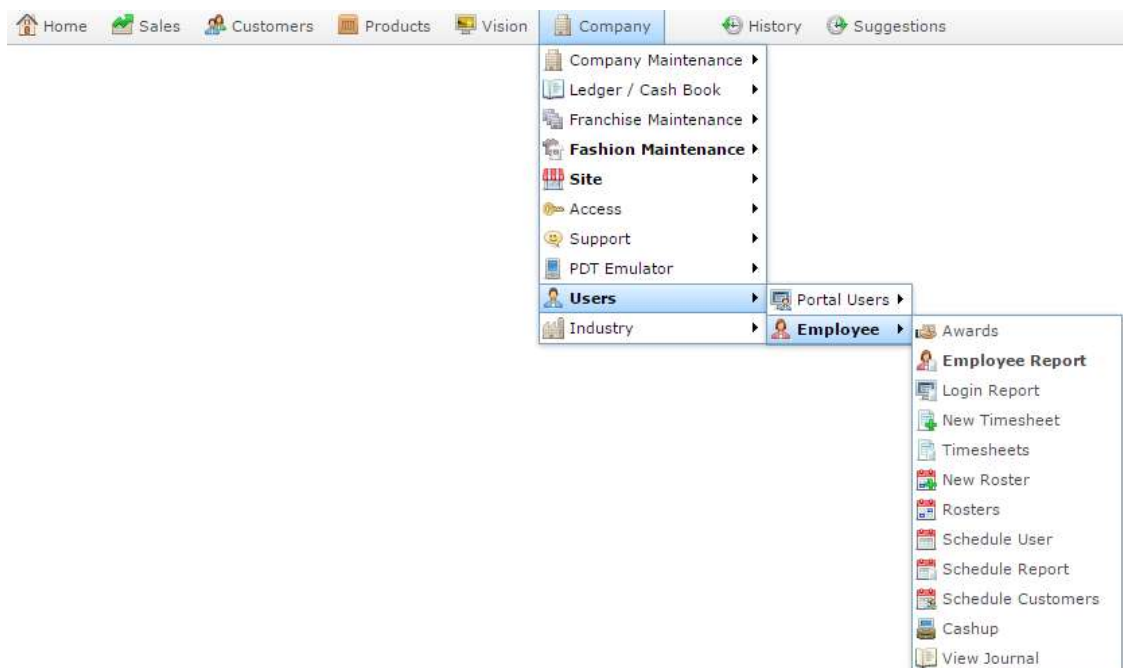 Home Sales Customers Products Vision Company History Suggestions
Company Maintenance
Ledger / Cash Book
Franchise Maintenance
Fashion Maintenance
Site
Access
Support
PDT Emulator
Users
Industry
Portal Users
Employee
Awards
Employee Report
Login Report
New Timesheet
Timesheets
New Roster
Rosters
Schedule User
Schedule Report
Schedule Customers
Cashup
View Journal